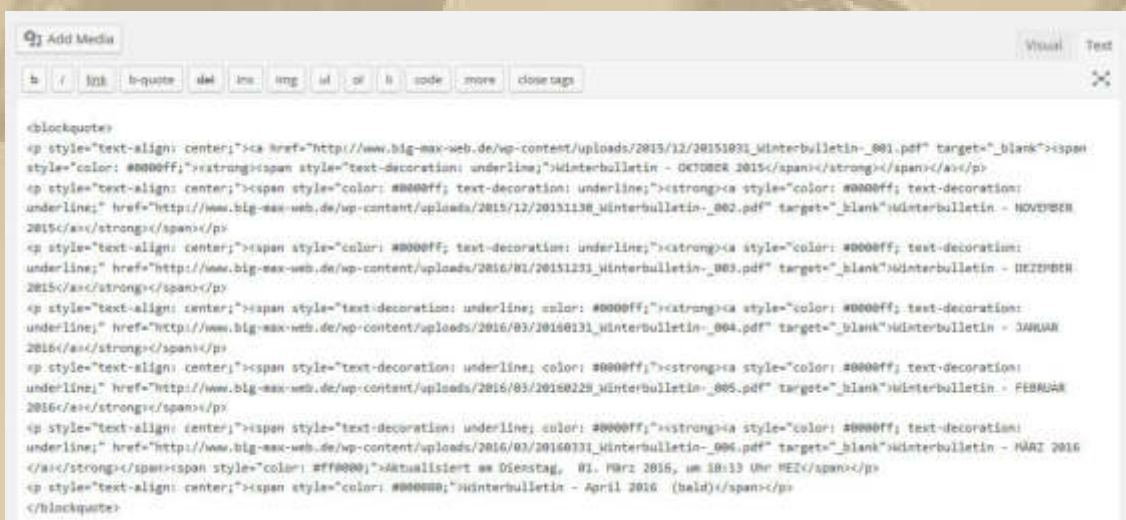 Add Media
Visual Text
b i link b-quote del ins img ul ol li code more close tags
<blockquote>
<p style="text-align: center;"><a href="http://www.big-max-web.de/wp-content/uploads/2015/12/20151031_Winterbulletin-_001.pdf" target="_blank"><span
style="color: #0000ff;"><strong><span style="text-decoration: underline;">Winterbulletin - OKTOBER 2015</span></strong></span></a></p>
<p style="text-align: center;"><span style="color: #0000ff; text-decoration: underline;"><strong><a style="color: #0000ff; text-decoration:
underline;" href="http://www.big-max-web.de/wp-content/uploads/2015/12/20151130_Winterbulletin-_002.pdf" target="_blank">Winterbulletin - NOVEMBER
2015</a></strong></span></p>
<p style="text-align: center;"><span style="color: #0000ff; text-decoration: underline;"><strong><a style="color: #0000ff; text-decoration:
underline;" href="http://www.big-max-web.de/wp-content/uploads/2016/01/20151231_Winterbulletin-_003.pdf" target="_blank">Winterbulletin - DEZEMBER
2015</a></strong></span></p>
<p style="text-align: center;"><span style="text-decoration: underline; color: #0000ff;"><strong><a style="color: #0000ff; text-decoration:
underline;" href="http://www.big-max-web.de/wp-content/uploads/2016/03/20160131_Winterbulletin-_004.pdf" target="_blank">Winterbulletin - JANUAR
2016</a></strong></span></p>
<p style="text-align: center;"><span style="text-decoration: underline; color: #0000ff;"><strong><a style="color: #0000ff; text-decoration:
underline;" href="http://www.big-max-web.de/wp-content/uploads/2016/03/20160229_Winterbulletin-_005.pdf" target="_blank">Winterbulletin - FEBRUAR
2016</a></strong></span></p>
<p style="text-align: center;"><span style="text-decoration: underline; color: #0000ff;"><strong><a style="color: #0000ff; text-decoration:
underline;" href="http://www.big-max-web.de/wp-content/uploads/2016/03/20160331_Winterbulletin-_006.pdf" target="_blank">Winterbulletin - MÄRZ 2016
</a></strong></span><span style="color: #ff0000;">Aktualisiert am Dienstag, 01. März 2016, um 18:13 Uhr MEZ</span></p>
<p style="text-align: center;"><span style="color: #000080;">Winterbulletin - April 2016 (bald)</span></p>
</blockquote>